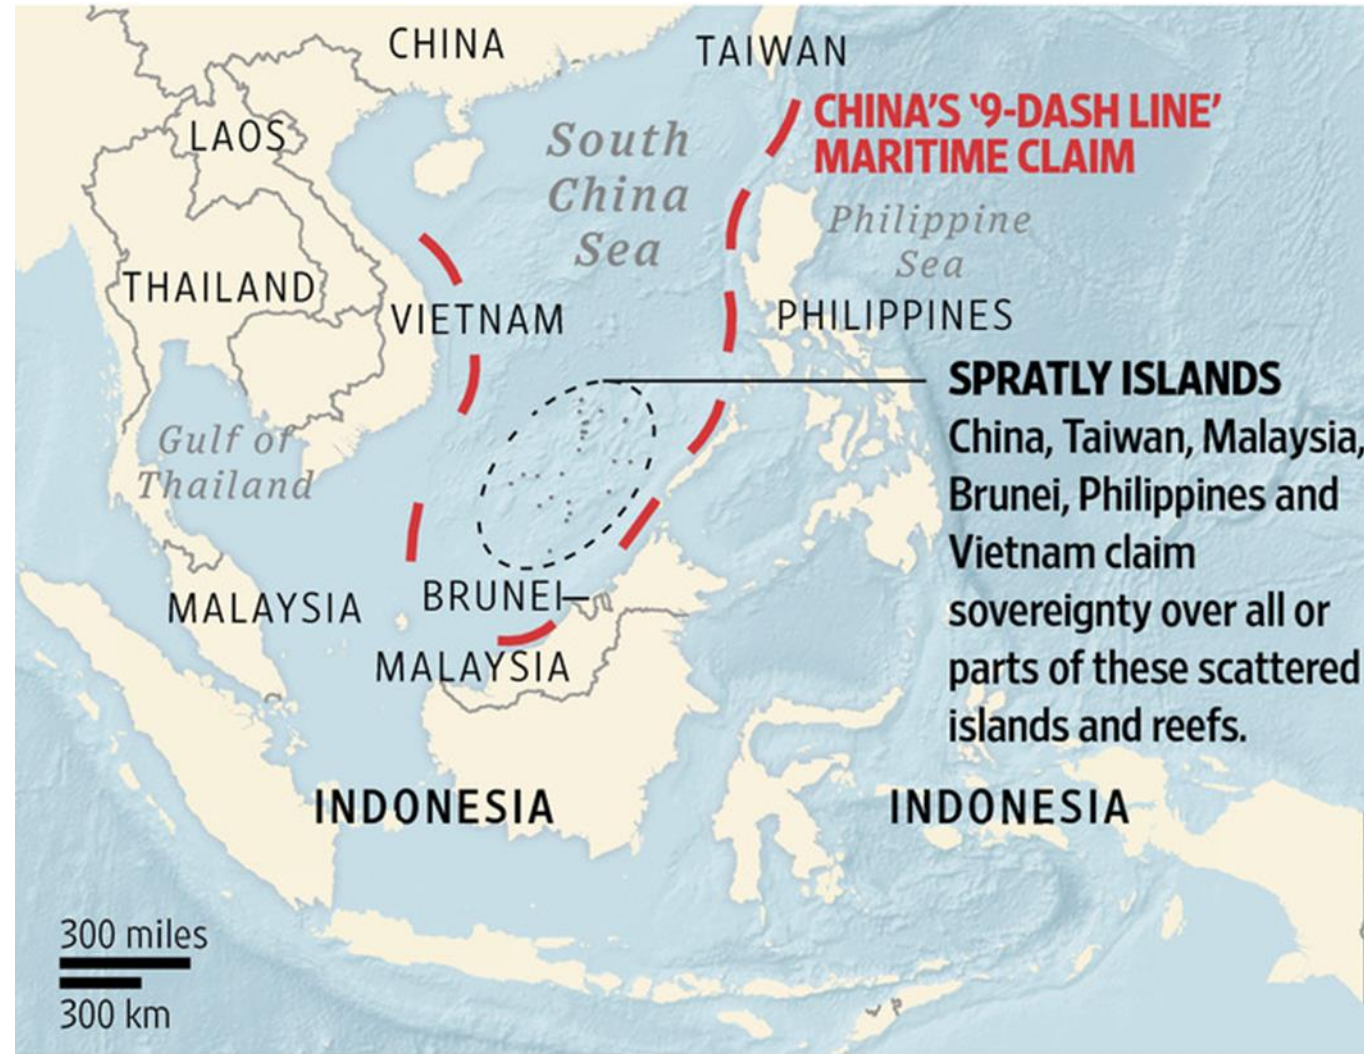 CHINA
TAIWAN
CHINA'S ‘9-DASH LINE’
MARITIME CLAIM
LAOS
South
China
Sea
Philippine
Sea
THAILAND
VIETNAM
PHILIPPINES
SPRATLY ISLANDS
China, Taiwan, Malaysia,
Brunei, Philippines and
Vietnam claim
sovereignty over all or
parts of these scattered
islands and reefs.
Gulf of
Thailand
BRUNEI
MALAYSIA
MALAYSIA
INDONESIA
INDONESIA
300 miles
300 km